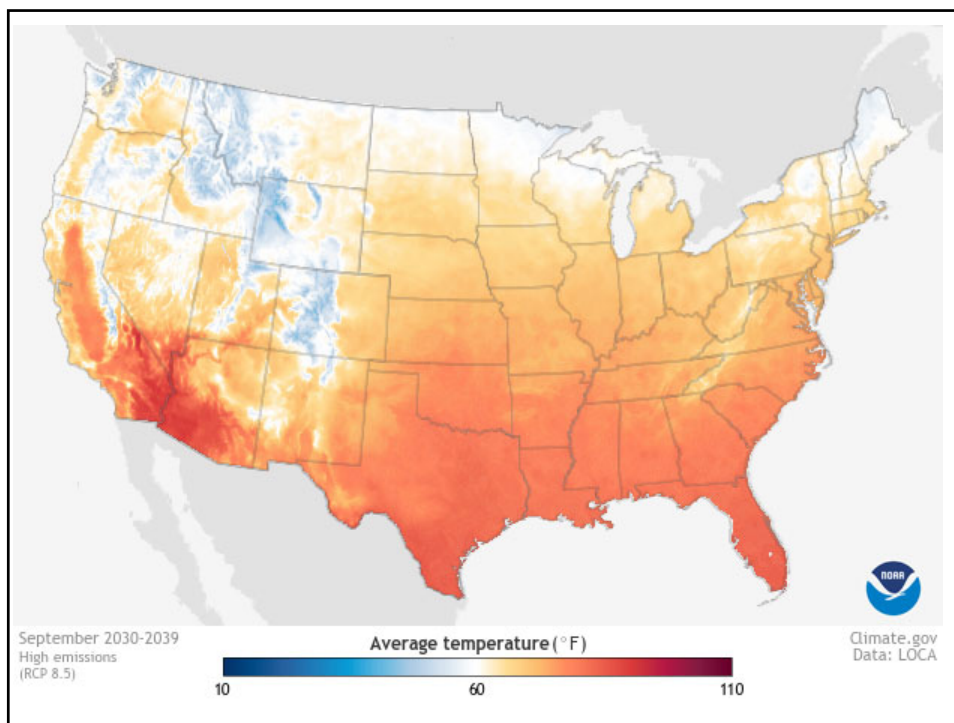 NOAA
September 2030-2039
High emissions
(RCP 8.5)
Average temperature (°F)
10 60 110
Climate.gov
Data: LOCA